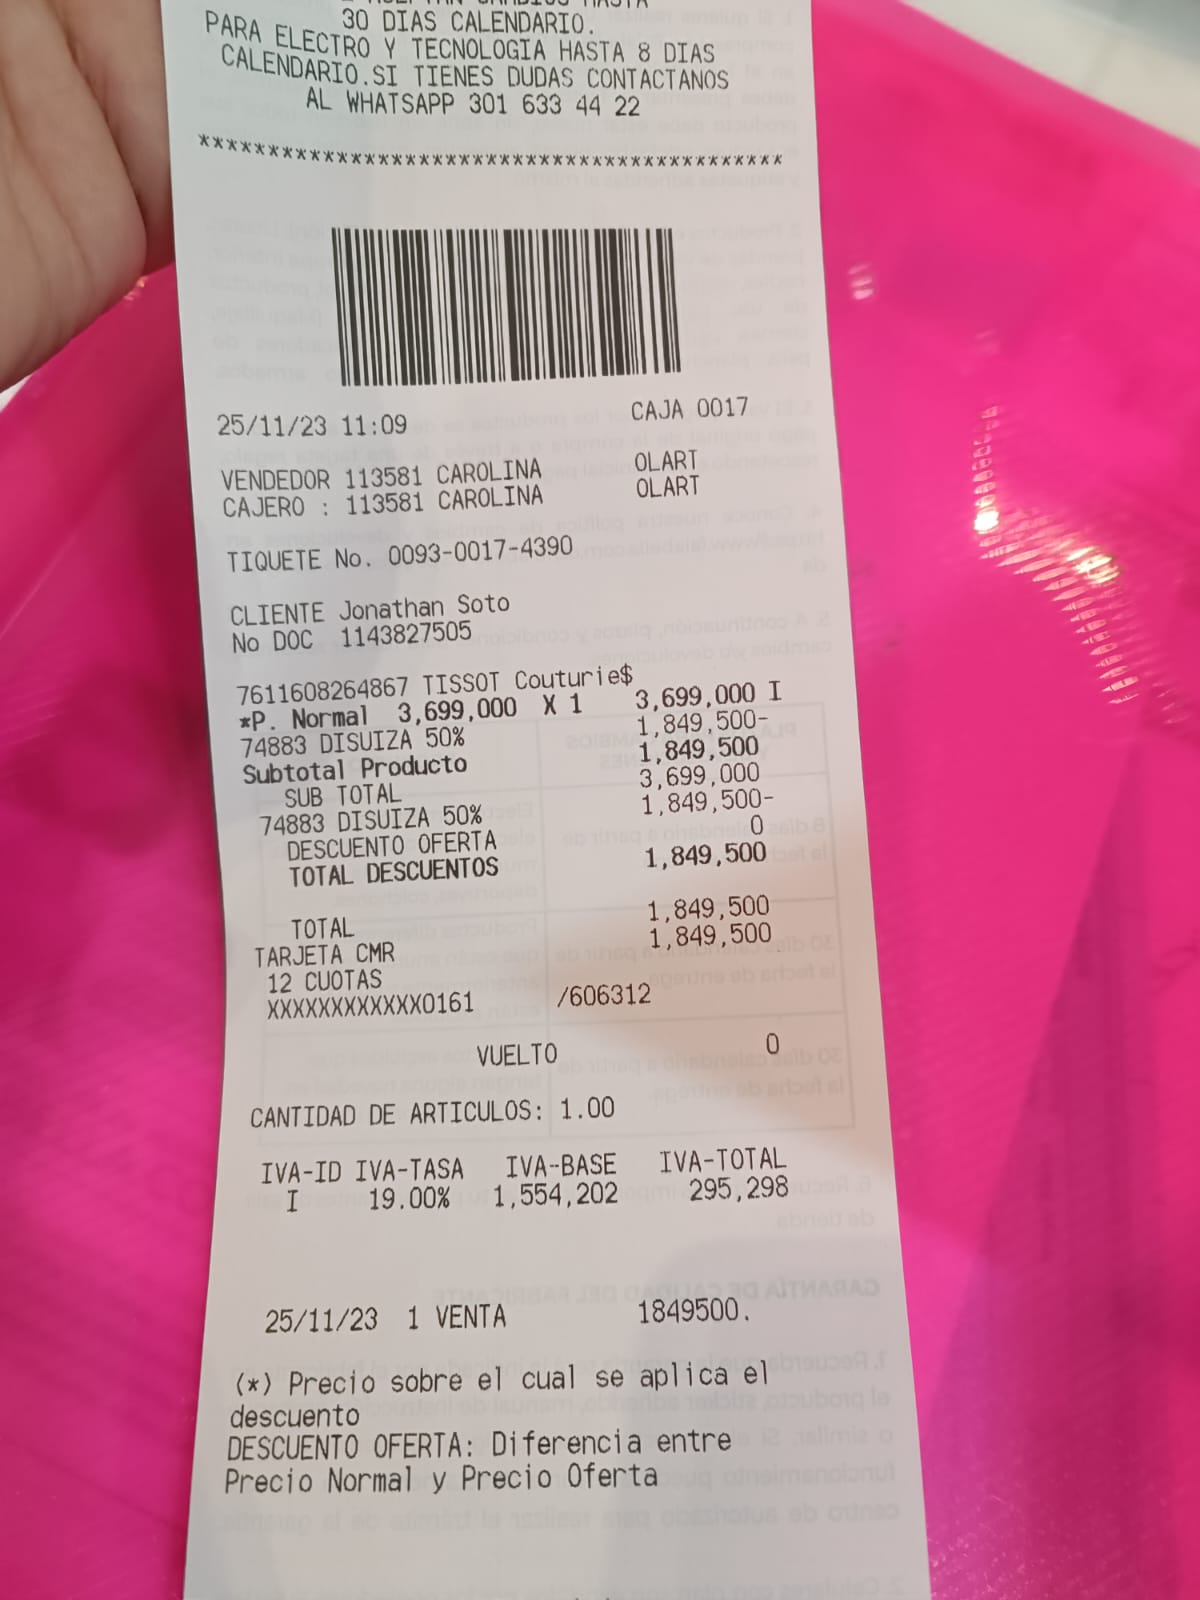 30 DIAS CALENDARIO.
PARA ELECTRO Y TECNOLOGIA HASTA 8 DIAS
CALENDARIO.SI TIENES DUDAS CONTACTANOS
AL WHATSAPP 301 633 44 22
*******************************************
25/11/23 11:09 CAJA 0017
VENDEDOR 113581 CAROLINA OLART
CAJERO : 113581 CAROLINA OLART
TIQUETE No. 0093-0017-4390
CLIENTE Jonathan Soto
No DOC 1143827505
7611608264867 TISSOT Couturie$
*P. Normal 3,699,000 X 1 3,699,000 I
74883 DISUIZA 50% 1,849,500-
Subtotal Producto 1,849,500
SUB TOTAL 3,699,000
74883 DISUIZA 50% 1,849,500-
DESCUENTO OFERTA 0
TOTAL DESCUENTOS 1,849,500
TOTAL 1,849,500
TARJETA CMR 1,849,500
12 CUOTAS
XXXXXXXXXXXX0161 /606312
VUELTO 0
CANTIDAD DE ARTICULOS: 1.00
IVA-ID IVA-TASA IVA-BASE IVA-TOTAL
I 19.00% 1,554,202 295,298
25/11/23 1 VENTA 1849500.
(*) Precio sobre el cual se aplica el
descuento
DESCUENTO OFERTA: Diferencia entre
Precio Normal y Precio Oferta